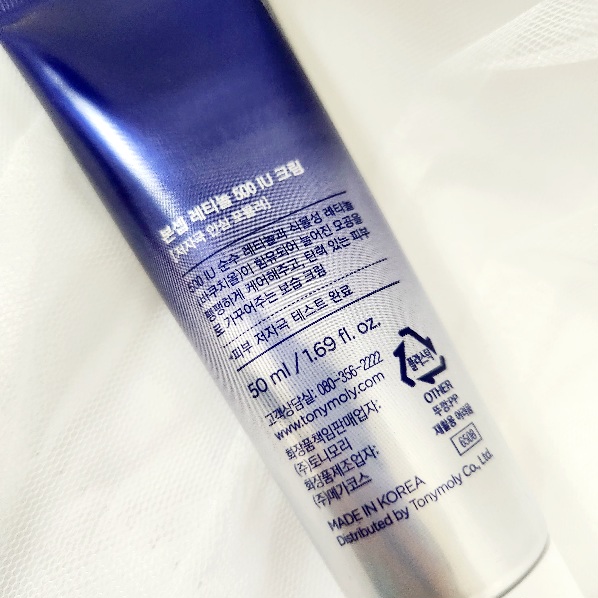 본셉 레티놀 500 IU 크림
(저자극 안심 포뮬러)
500 IU 순수 레티놀과 식물성 레티놀
(바쿠치올)이 함유되어 늘어진 모공을
탱탱하게 케어해주고, 탄력 있는 피부
로 가꾸어주는 보습 크림
•피부 저자극 테스트 완료
50 ml / 1.69 fl. oz.
고객상담실: 080-356-2222
www.tonymoly.com
화장품책임판매업자:
(주)토니모리
화장품제조업자:
(주)메가코스
플라스틱
OTHER
뚜껑:PP
재활용 어려움
6508
MADE IN KOREA
Distributed by Tonymoly Co., Ltd.